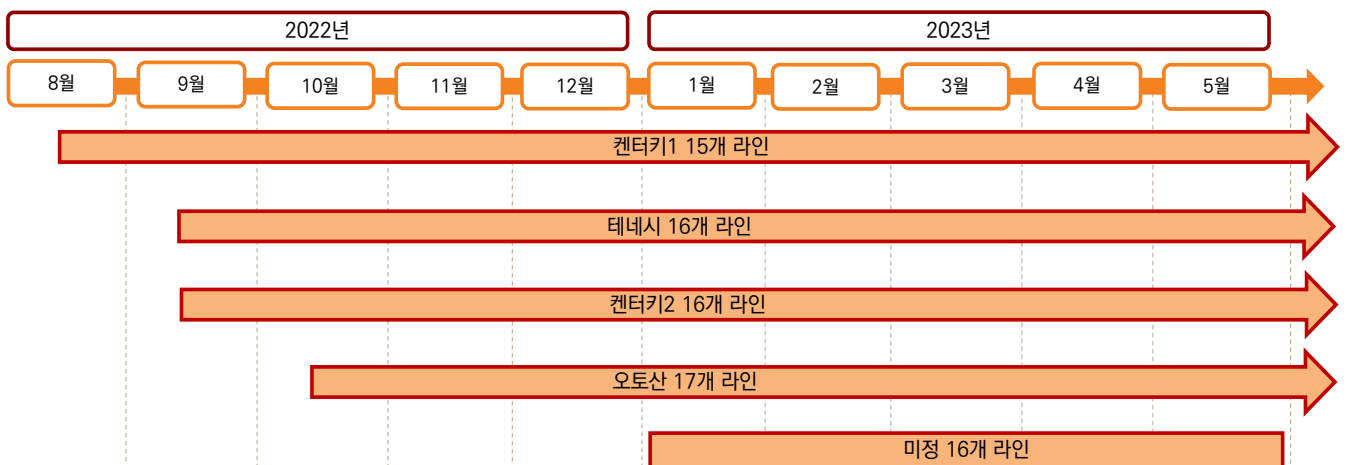 2022년
2023년
8월
9월
10월
11월
12월
1월
2월
3월
4월
5월
켄터키1 15개 라인
테네시 16개 라인
켄터키2 16개 라인
오토산 17개 라인
미정 16개 라인